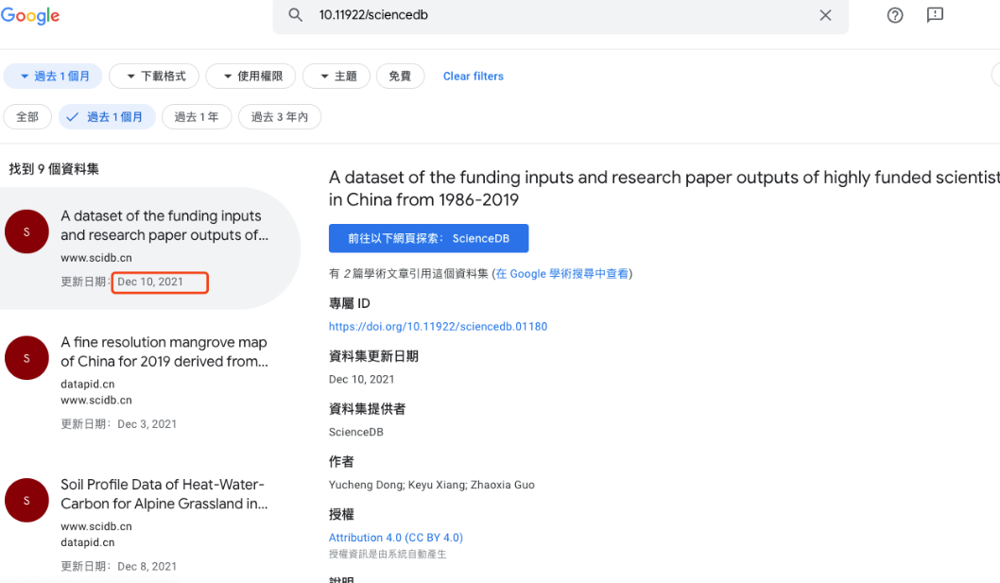 Google
10.11922/sciencedb
過去 1 個月
下載格式
使用權限
主題
免費
Clear filters
全部
過去 1 個月
過去 1 年
過去 3 年內
找到 9 個資料集
S
A dataset of the funding inputs
and research paper outputs of...
www.scidb.cn
更新日期：Dec 10, 2021
S
A fine resolution mangrove map
of China for 2019 derived from...
datapid.cn
www.scidb.cn
更新日期：Dec 3, 2021
S
Soil Profile Data of Heat-Water-
Carbon for Alpine Grassland in...
www.scidb.cn
datapid.cn
更新日期：Dec 8, 2021
A dataset of the funding inputs and research paper outputs of highly funded scientist
in China from 1986-2019
前往以下網頁探索： ScienceDB
有 2 篇學術文章引用這個資料集 (在 Google 學術搜尋中查看)
專屬 ID
https://doi.org/10.11922/sciencedb.01180
資料集更新日期
Dec 10, 2021
資料集提供者
ScienceDB
作者
Yucheng Dong; Keyu Xiang; Zhaoxia Guo
授權
Attribution 4.0 (CC BY 4.0)
授權資訊是由系統自動產生
說明